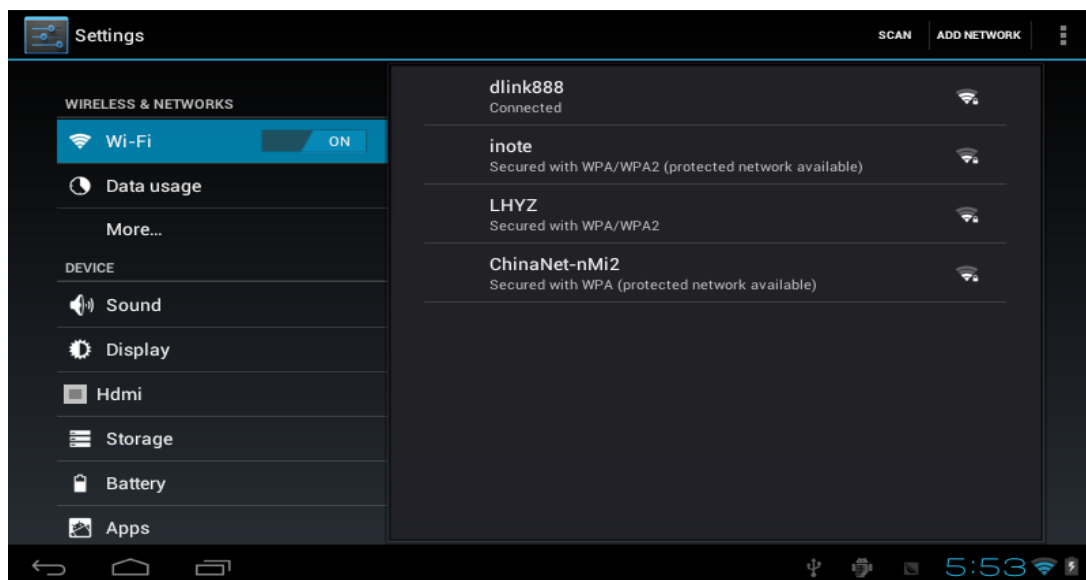 Settings
SCAN
ADD NETWORK
WIRELESS & NETWORKS
Wi-Fi
ON
Data usage
More...
DEVICE
Sound
Display
Hdmi
Storage
Battery
Apps
dlink888
Connected
inote
Secured with WPA/WPA2 (protected network available)
LHYZ
Secured with WPA/WPA2
ChinaNet-nMi2
Secured with WPA (protected network available)
5:53